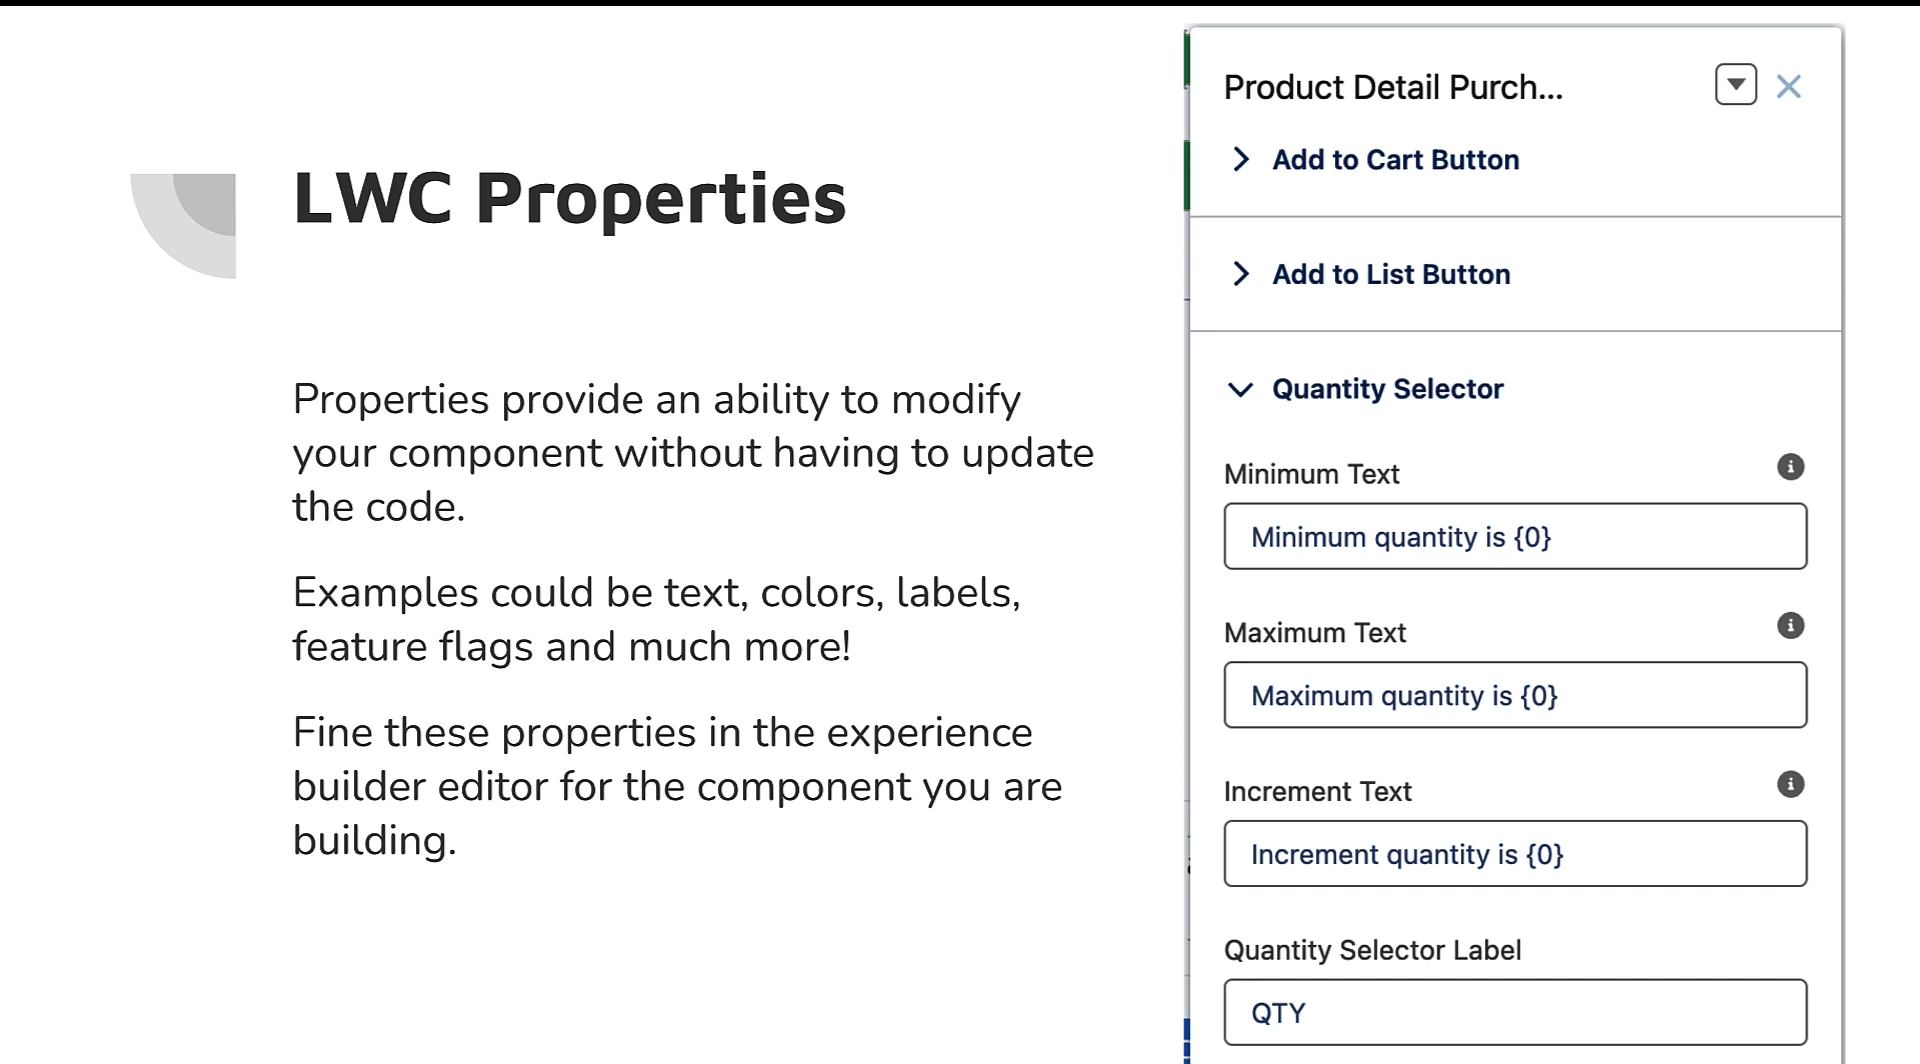 LWC Properties
Properties provide an ability to modify
your component without having to update
the code.
Examples could be text, colors, labels,
feature flags and much more!
Fine these properties in the experience
builder editor for the component you are
building.
Product Detail Purch...
Add to Cart Button
Add to List Button
Quantity Selector
Minimum Text
Minimum quantity is {0}
Maximum Text
Maximum quantity is {0}
Increment Text
Increment quantity is {0}
Quantity Selector Label
QTY